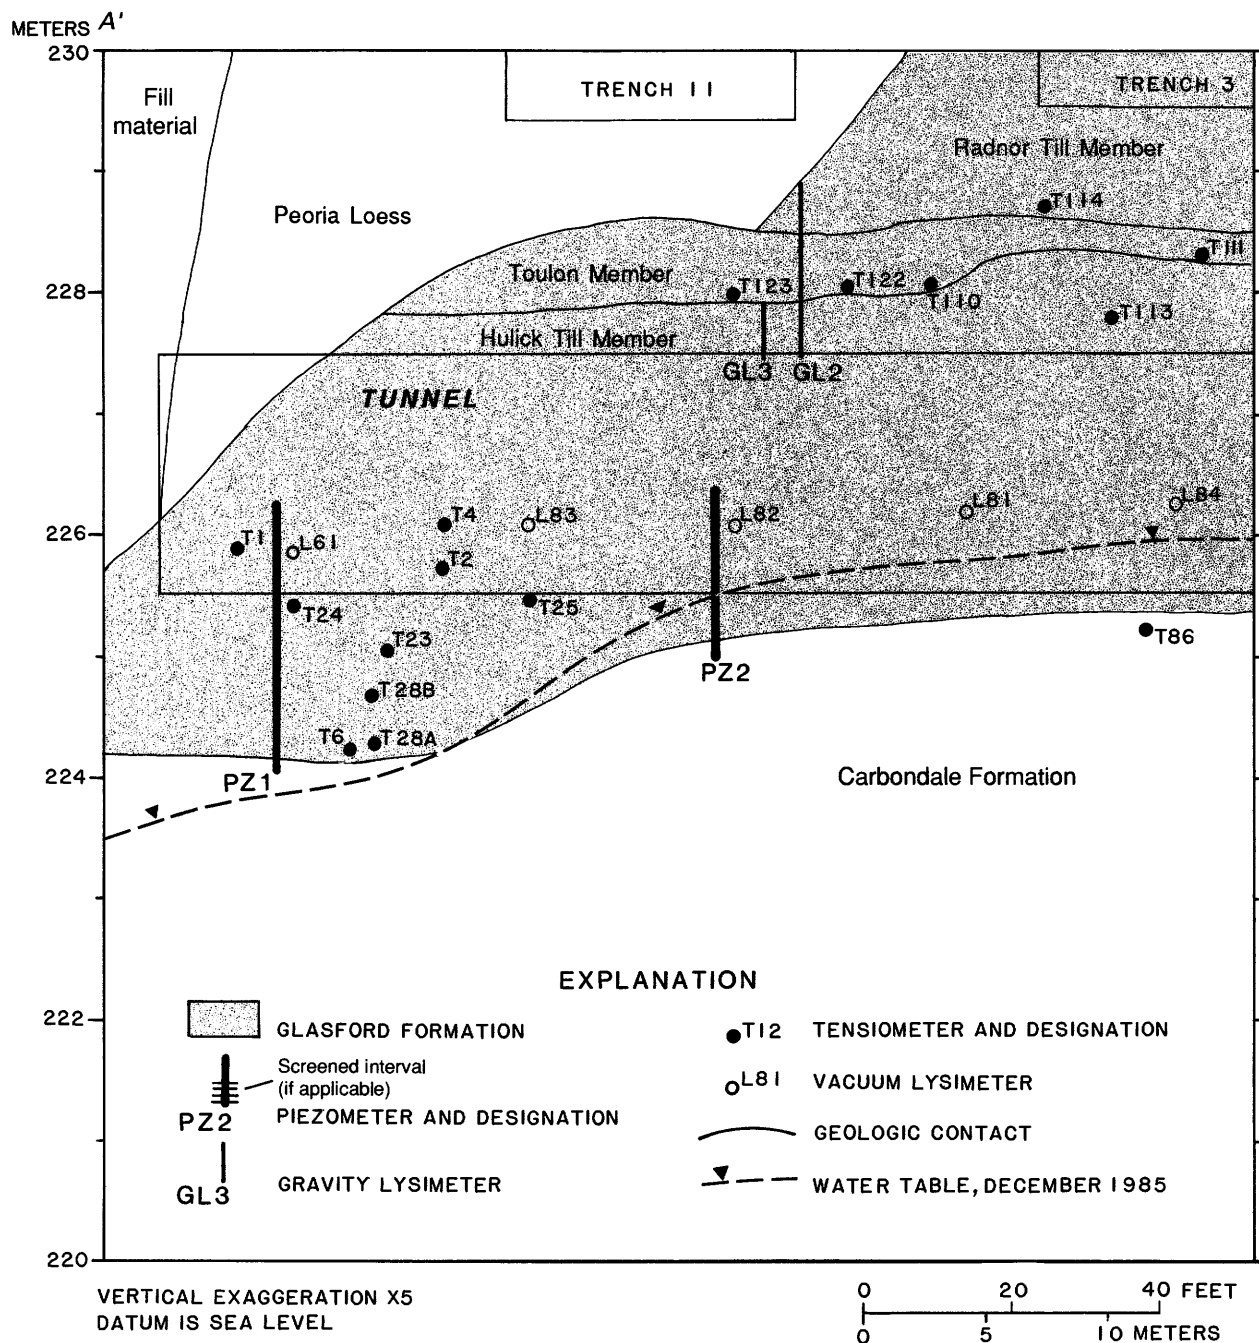 METERS A'
230
Fill
material
TRENCH 11
TRENCH 3
Radnor Till Member
Peoria Loess
T114
T111
Toulon Member
T123
T122
T110
T113
228
Hulick Till Member
GL3
GL2
TUNNEL
226
T1
L61
T4
T2
L83
L82
L81
L84
T24
T25
T23
T86
PZ2
T28B
T6
T28A
224
PZ1
Carbondale Formation
EXPLANATION
222
GLASFORD FORMATION
T12
TENSIOMETER AND DESIGNATION
Screened interval
(if applicable)
L81
VACUUM LYSIMETER
PZ2
PIEZOMETER AND DESIGNATION
GEOLOGIC CONTACT
GL3
GRAVITY LYSIMETER
WATER TABLE, DECEMBER 1985
220
VERTICAL EXAGGERATION X5
DATUM IS SEA LEVEL
0 20 40 FEET
0 5 10 METERS